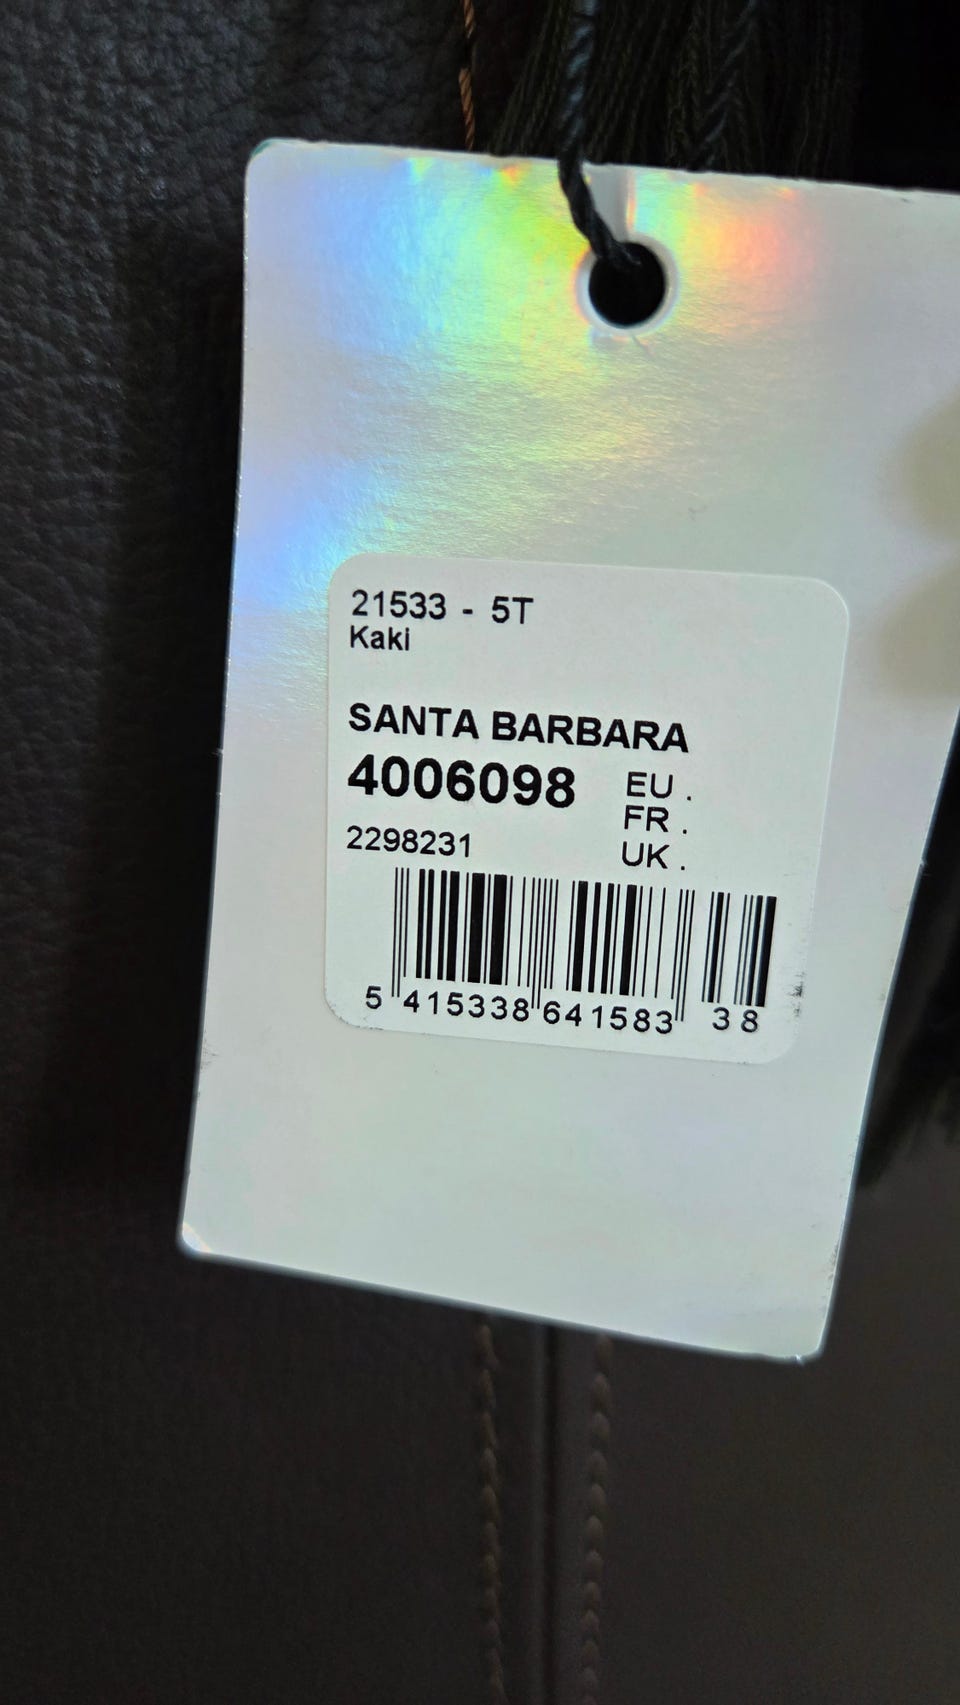 21533 - 5T
Kaki
SANTA BARBARA
4006098
EU .
FR .
UK .
2298231
5 415338 641583 38